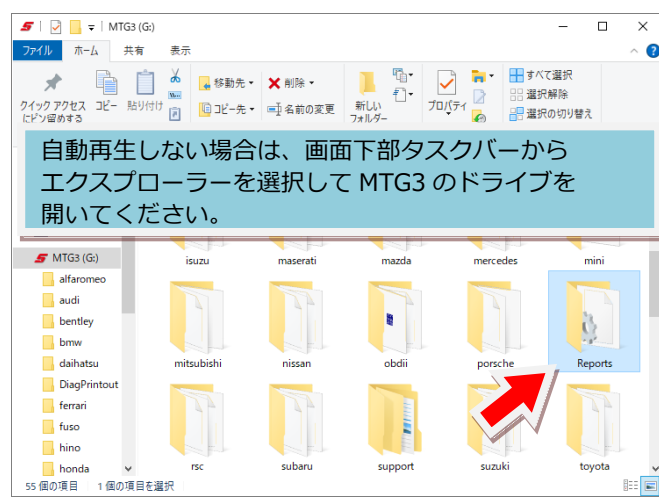 MTG3 (G:)
ファイル ホーム 共有 表示
クイック アクセス
にピン留めする
コピー
貼り付け
移動先
コピー先
削除
名前の変更
新しい
フォルダー
プロパティ
すべて選択
選択解除
選択の切り替え
自動再生しない場合は、画面下部タスクバーから
エクスプローラーを選択して MTG3 のドライブを
開いてください。
MTG3 (G:)
alfaromeo
audi
bentley
bmw
daihatsu
DiagPrintout
ferrari
fuso
hino
honda
isuzu maserati mazda mercedes mini
mitsubishi nissan obdii porsche Reports
rsc subaru support suzuki toyota
55 個の項目 1 個の項目を選択